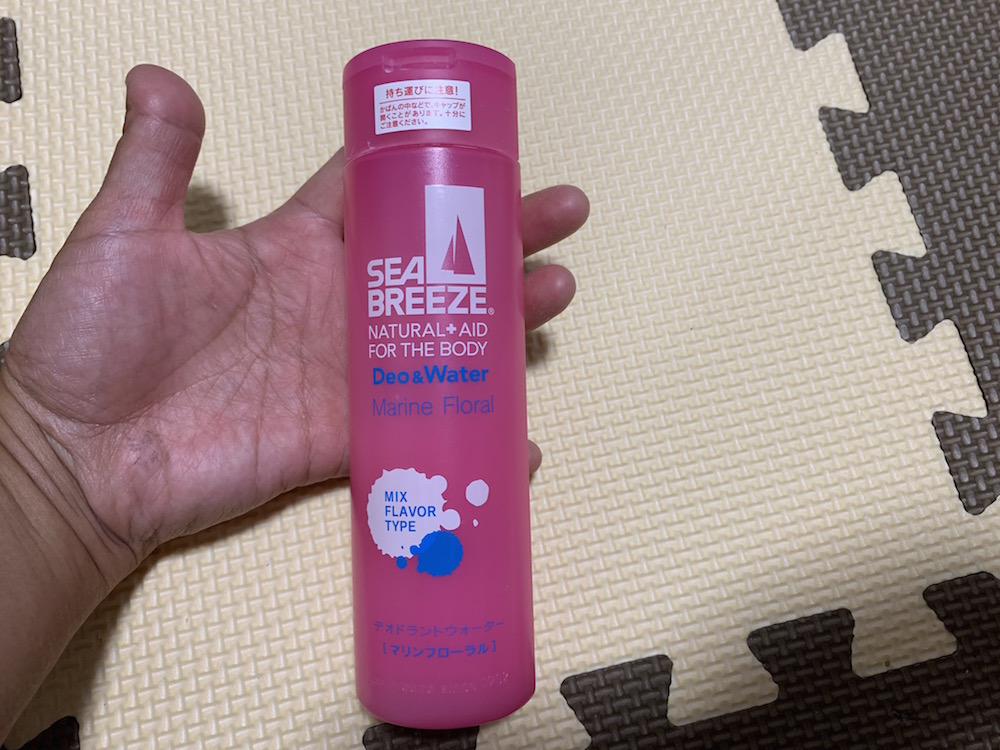 持ち運びに注意!
かばんの中などで、キャップが
開くことがあります。十分に
ご注意ください。
SEA
BREEZE®
NATURAL+AID
FOR THE BODY
Deo&Water
Marine Floral
MIX
FLAVOR
TYPE
デオドラントウォーター
[マリンフローラル]